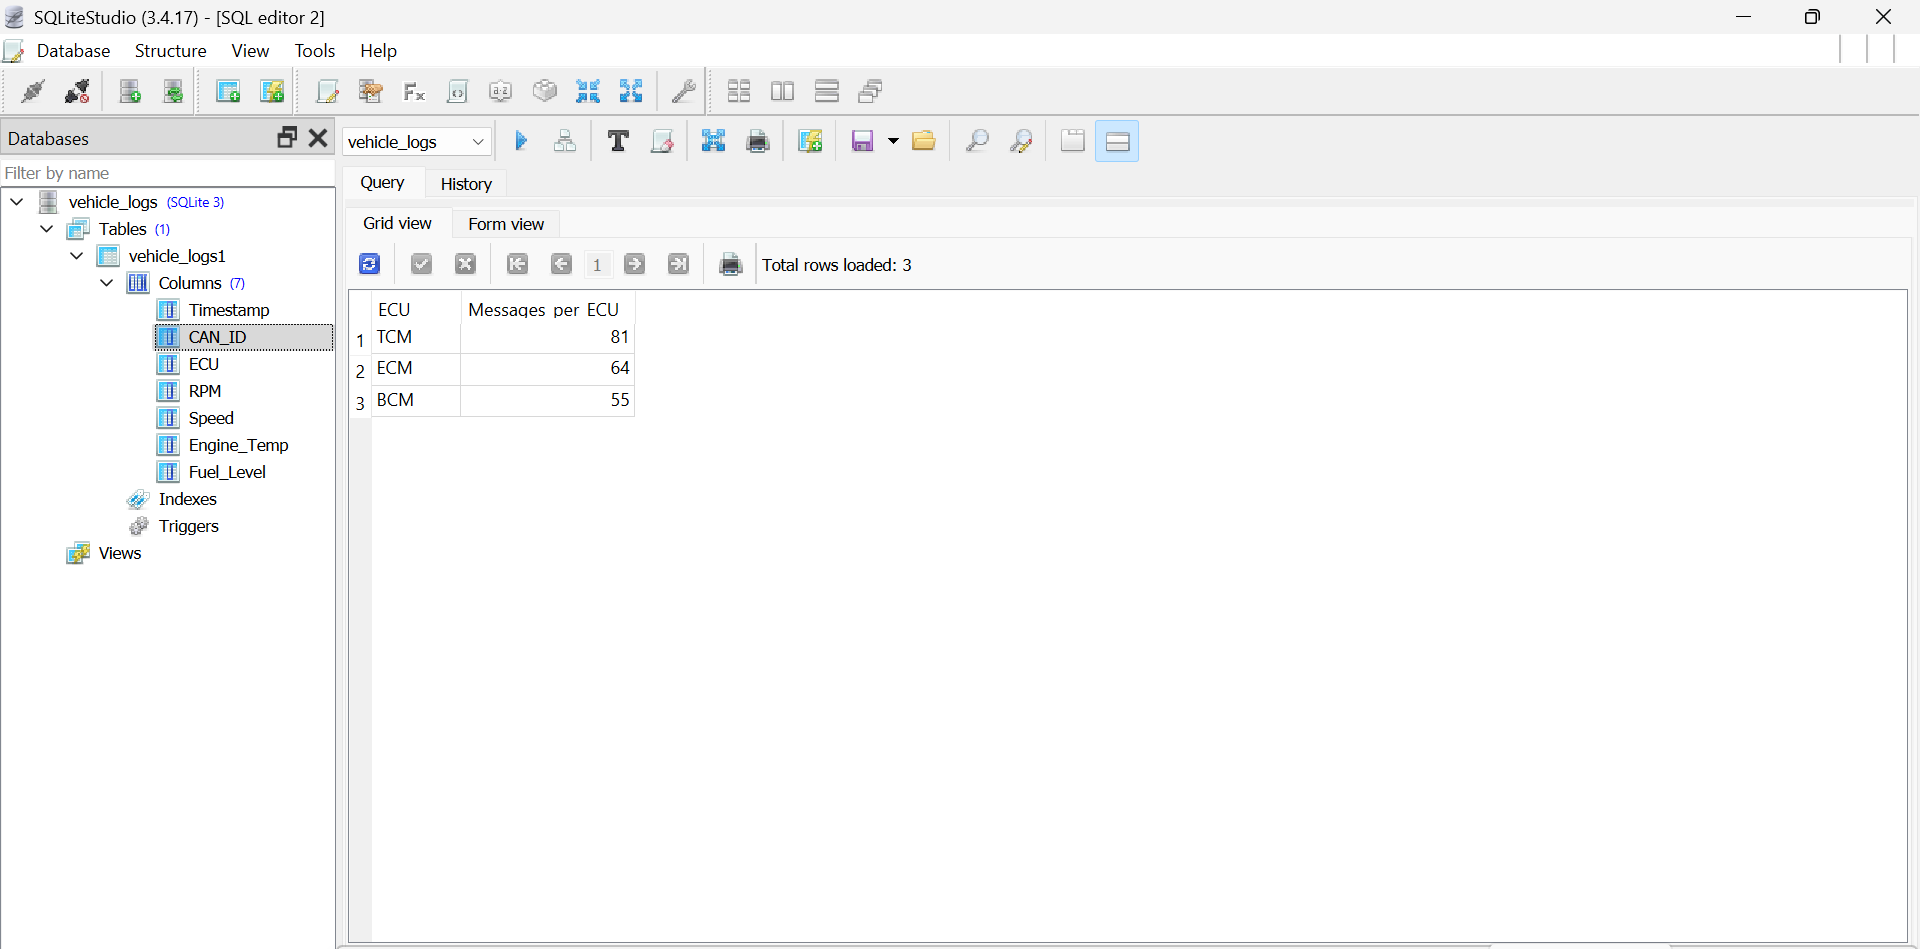 SQLiteStudio (3.4.17) - [SQL editor 2]
Database Structure View Tools Help
Databases
vehicle_logs
Filter by name
Query History
vehicle_logs (SQLite 3)
Tables (1)
vehicle_logs1
Columns (7)
Timestamp
CAN_ID
ECU
RPM
Speed
Engine_Temp
Fuel_Level
Indexes
Triggers
Views
Grid view Form view
1 Total rows loaded: 3
ECU Messages per ECU
1 TCM 81
2 ECM 64
3 BCM 55